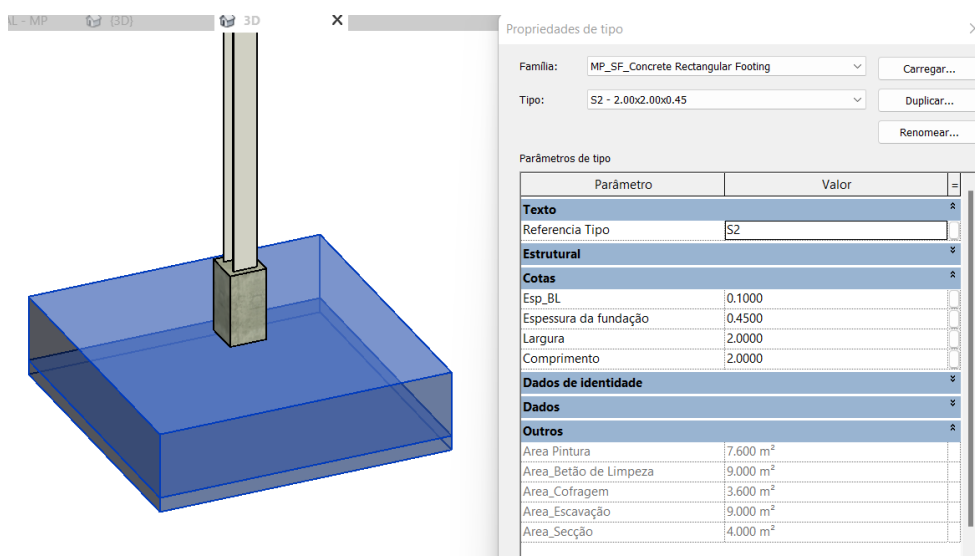 AL - MP {3D} 3D X
Propriedades de tipo
Família: MP_SF_Concrete Rectangular Footing Carregar...
Tipo: S2 - 2.00x2.00x0.45 Duplicar...
Renomear...
Parâmetros de tipo
Parâmetro Valor =
Texto
Referencia Tipo S2
Estrutural
Cotas
Esp_BL 0.1000
Espessura da fundação 0.4500
Largura 2.0000
Comprimento 2.0000
Dados de identidade
Dados
Outros
Area Pintura 7.600 m²
Area_Betão de Limpeza 9.000 m²
Area_Cofragem 3.600 m²
Area_Escavação 9.000 m²
Area_Secção 4.000 m²